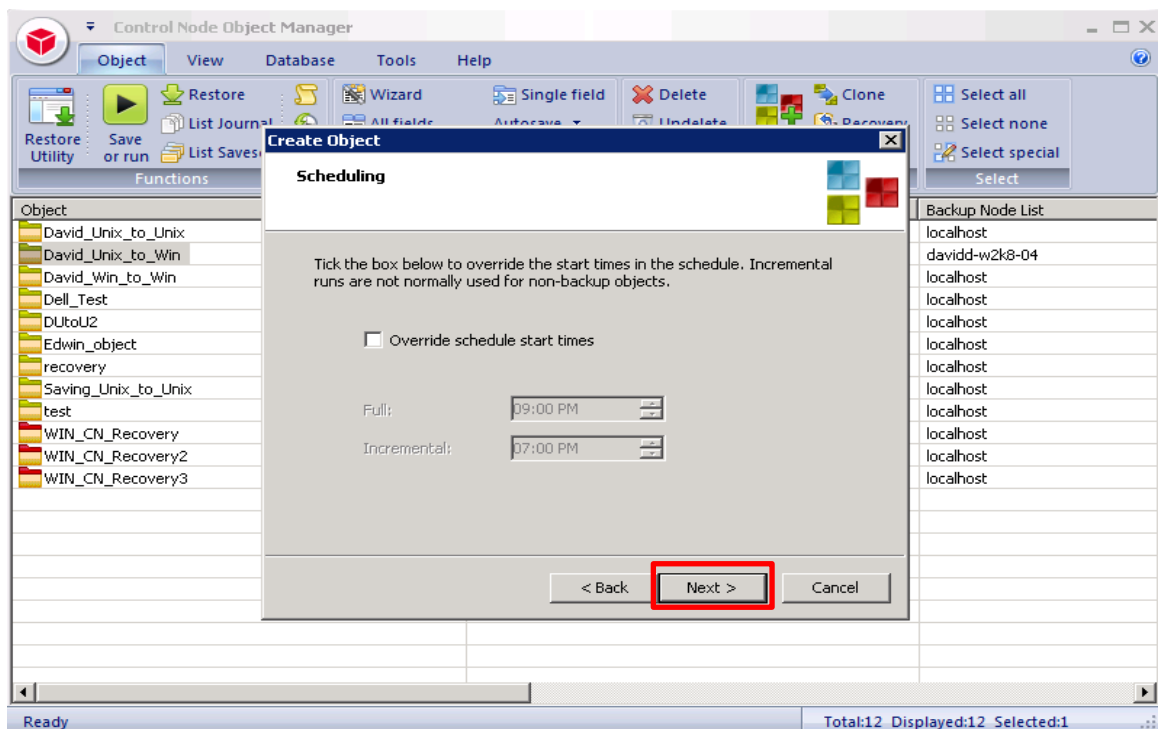 Control Node Object Manager
Object View Database Tools Help
Restore Wizard Single field Delete Clone Select all
List Journal All fields Autosave Undelete Recovery Select none
Restore Utility Save or run List Saves Select special
Functions Select
Create Object
Scheduling
Object Backup Node List
David_Unix_to_Unix localhost
David_Unix_to_Win davidd-w2k8-04
David_Win_to_Win localhost
Dell_Test localhost
DUtoU2 localhost
Edwin_object localhost
recovery localhost
Saving_Unix_to_Unix localhost
test localhost
WIN_CN_Recovery localhost
WIN_CN_Recovery2 localhost
WIN_CN_Recovery3 localhost
Tick the box below to override the start times in the schedule. Incremental
runs are not normally used for non-backup objects.
Override schedule start times
Full: 09:00 PM
Incremental: 07:00 PM
< Back Next > Cancel
Ready Total:12 Displayed:12 Selected:1